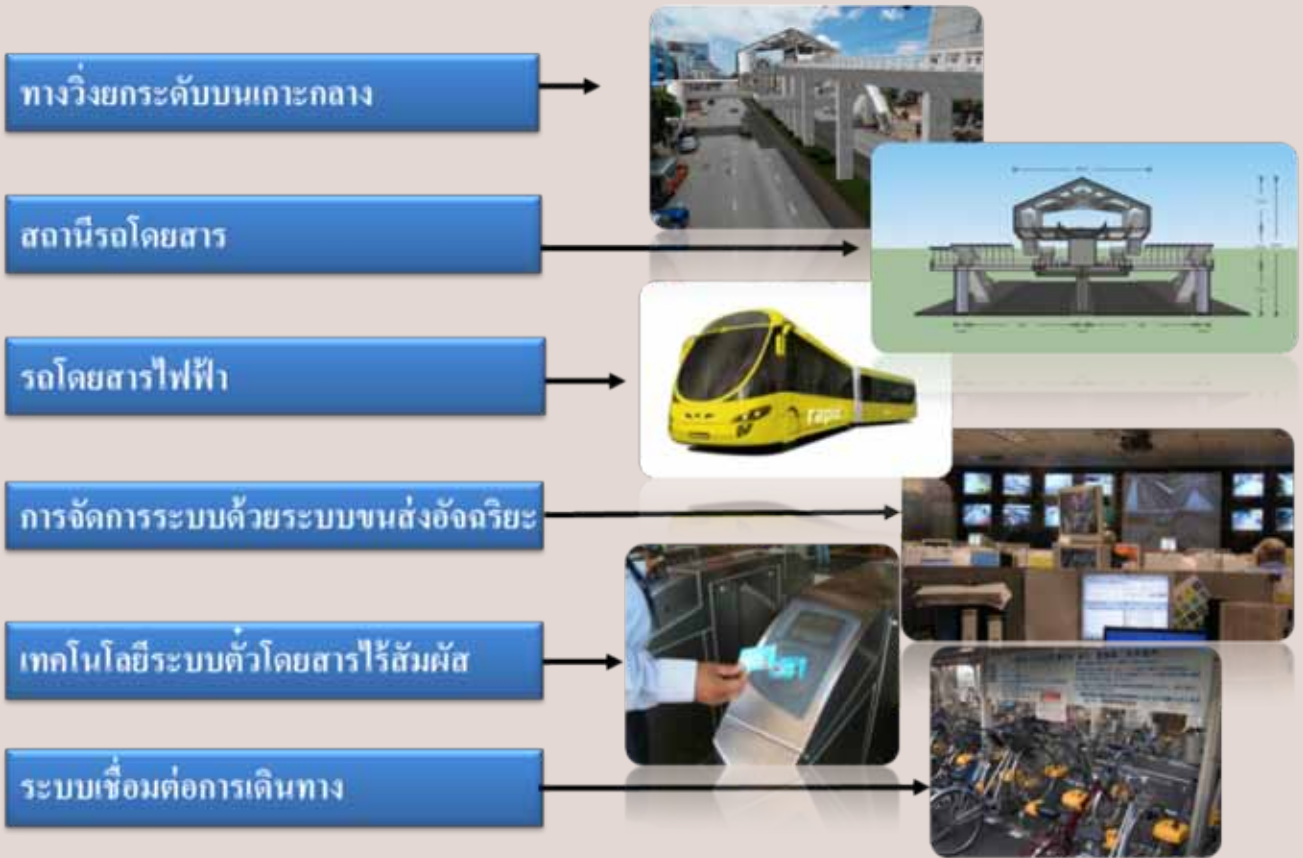 ทางวิ่งยกระดับบนเกาะกลาง
สถานีรถโดยสาร
รถโดยสารไฟฟ้า
rapid
การจัดการระบบด้วยระบบขนส่งอัจฉริยะ
เทคโนโลยีระบบตั๋วโดยสารไร้สัมผัส
ระบบเชื่อมต่อการเดินทาง